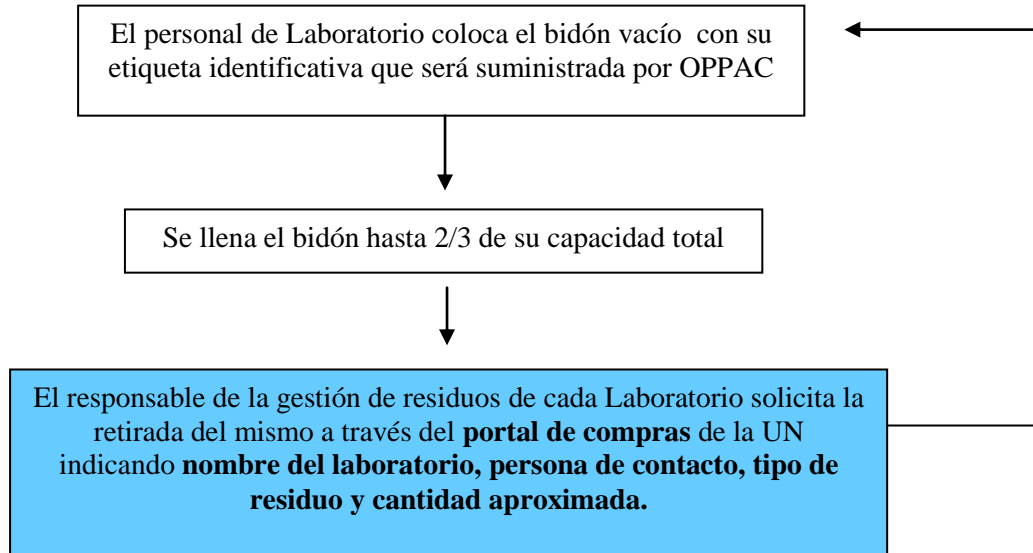 El personal de Laboratorio coloca el bidón vacío  con su
etiqueta identificativa que será suministrada por OPPAC
Se llena el bidón hasta 2/3 de su capacidad total
El responsable de la gestión de residuos de cada Laboratorio solicita la
retirada del mismo a través del portal de compras de la UN
indicando nombre del laboratorio, persona de contacto, tipo de
residuo y cantidad aproximada.